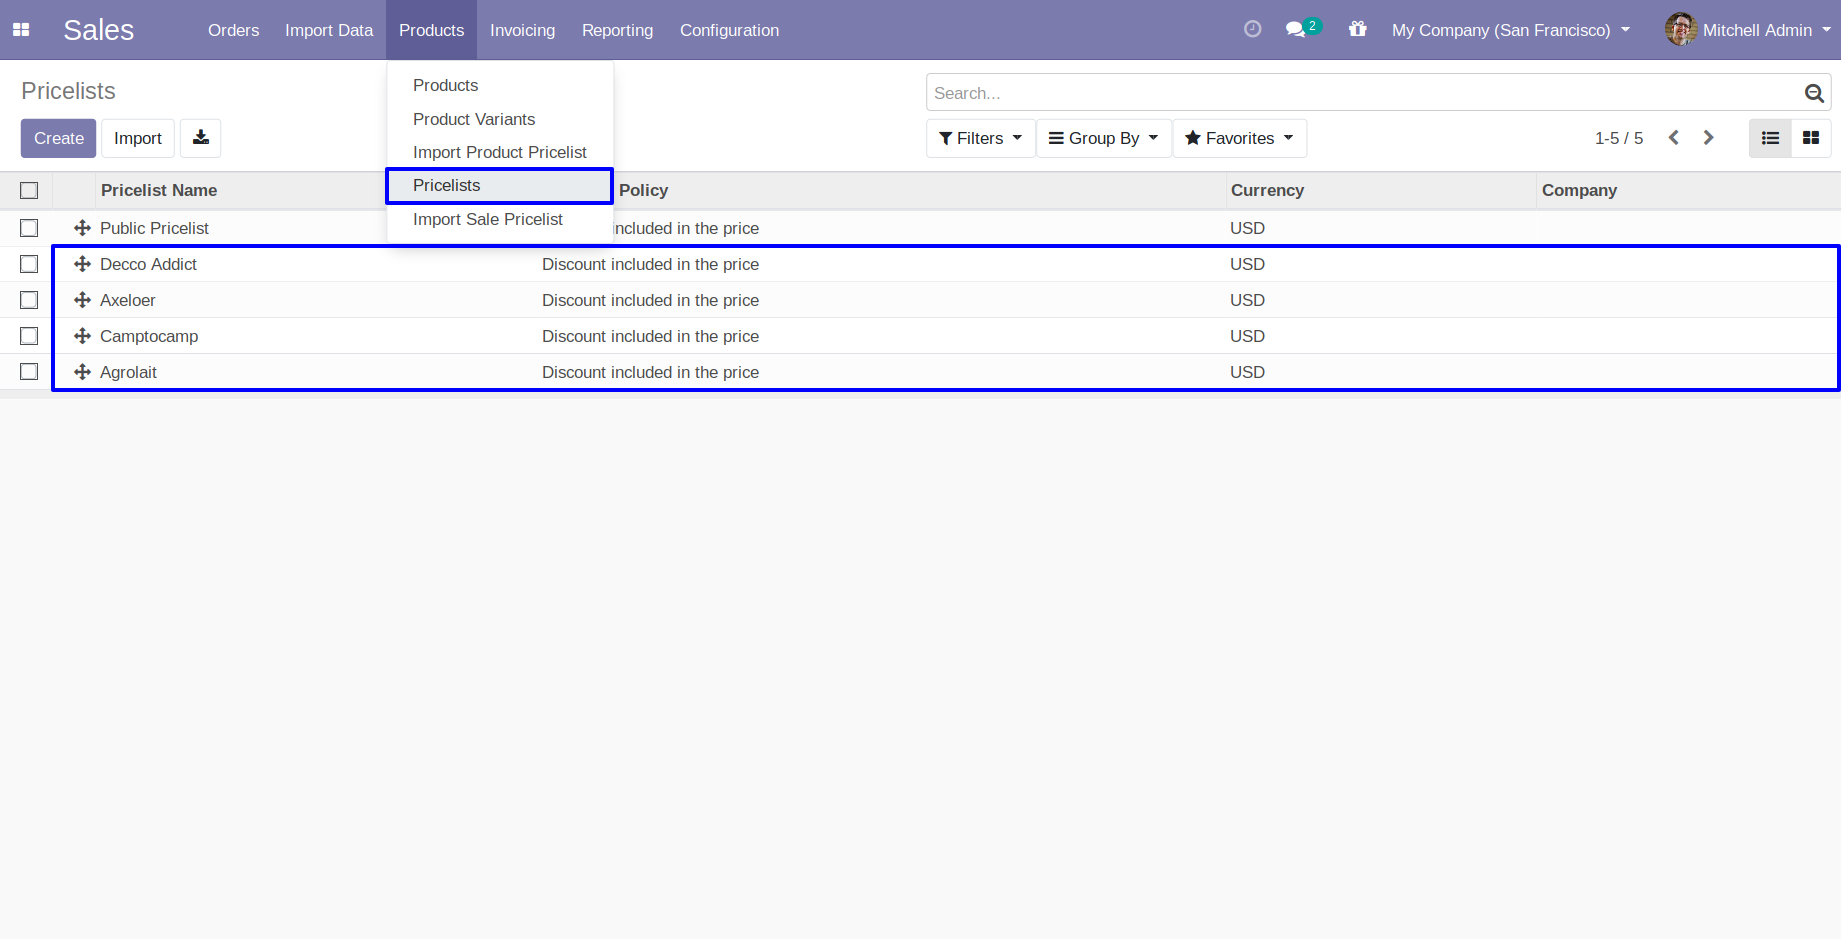 Sales Orders Import Data Products Invoicing Reporting Configuration 2 My Company (San Francisco) Mitchell Admin
Pricelists
Search...
Create Import
Filters Group By Favorites 1-5 / 5
Products
Product Variants
Import Product Pricelist
Pricelists
Import Sale Pricelist
Pricelist Name Policy Currency Company
Public Pricelist included in the price USD
Decco Addict Discount included in the price USD
Axeloer Discount included in the price USD
Camptocamp Discount included in the price USD
Agrolait Discount included in the price USD